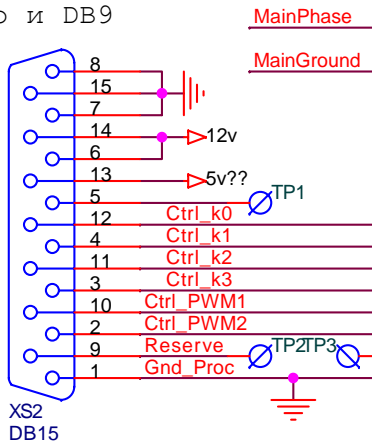 о и DB9
MainPhase
MainGround
8
15
7
14
12v
6
13
5v??
5
TP1
12
Ctrl_k0
4
Ctrl_k1
11
Ctrl_k2
3
Ctrl_k3
10
Ctrl_PWM1
2
Ctrl_PWM2
9
Reserve
TP2TP3
1
Gnd_Proc
XS2
DB15